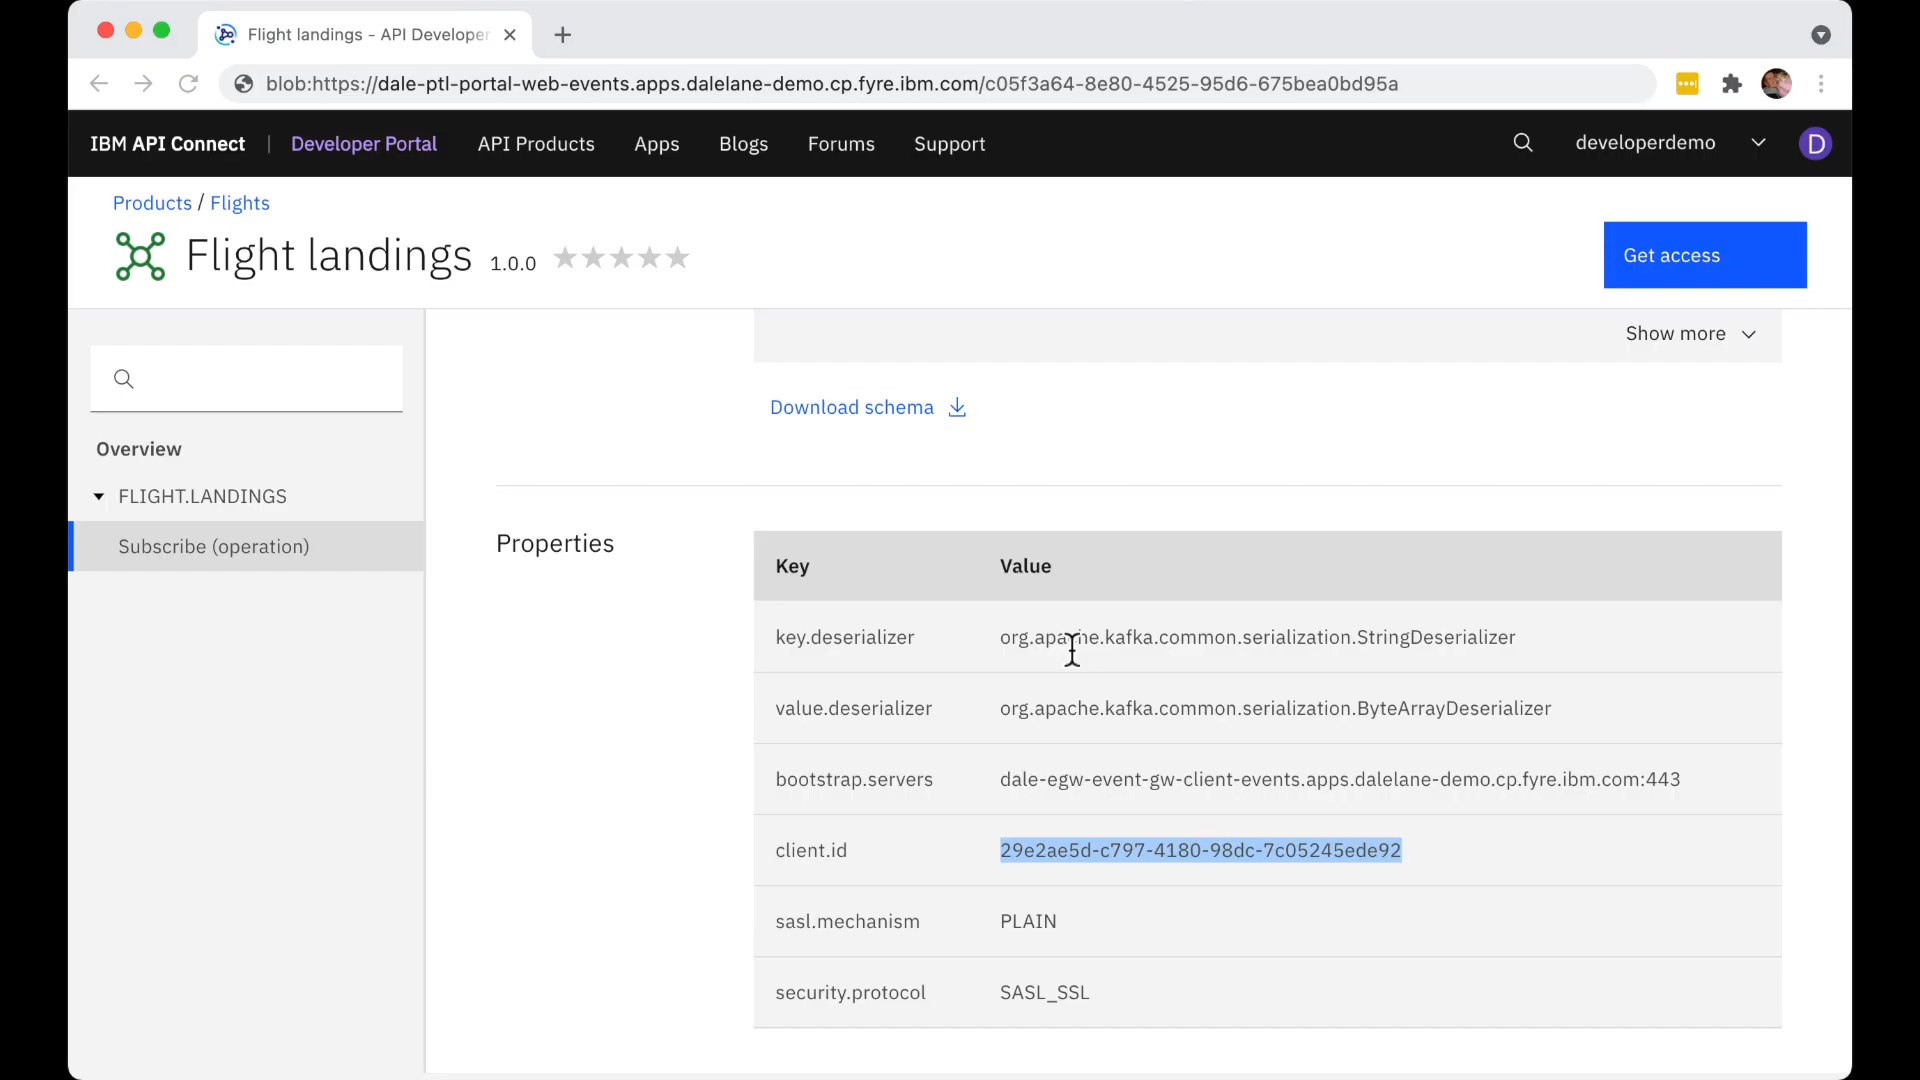 Flight landings - API Developer
blob:https://dale-ptl-portal-web-events.apps.dalelane-demo.cp.fyre.ibm.com/c05f3a64-8e80-4525-95d6-675bea0bd95a
IBM API Connect | Developer Portal API Products Apps Blogs Forums Support developerdemo D
Products / Flights
Flight landings 1.0.0
Get access
Show more
Download schema
Overview
FLIGHT.LANDINGS
Subscribe (operation)
Properties
Key Value
key.deserializer org.apache.kafka.common.serialization.StringDeserializer
value.deserializer org.apache.kafka.common.serialization.ByteArrayDeserializer
bootstrap.servers dale-egw-event-gw-client-events.apps.dalelane-demo.cp.fyre.ibm.com:443
client.id 29e2ae5d-c797-4180-98dc-7c05245ede92
sasl.mechanism PLAIN
security.protocol SASL_SSL